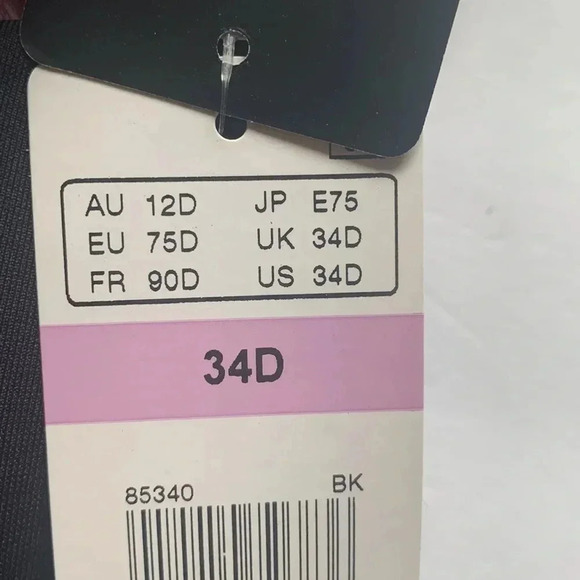 AU 12D JP E75
EU 75D UK 34D
FR 90D US 34D
34D
85340 BK